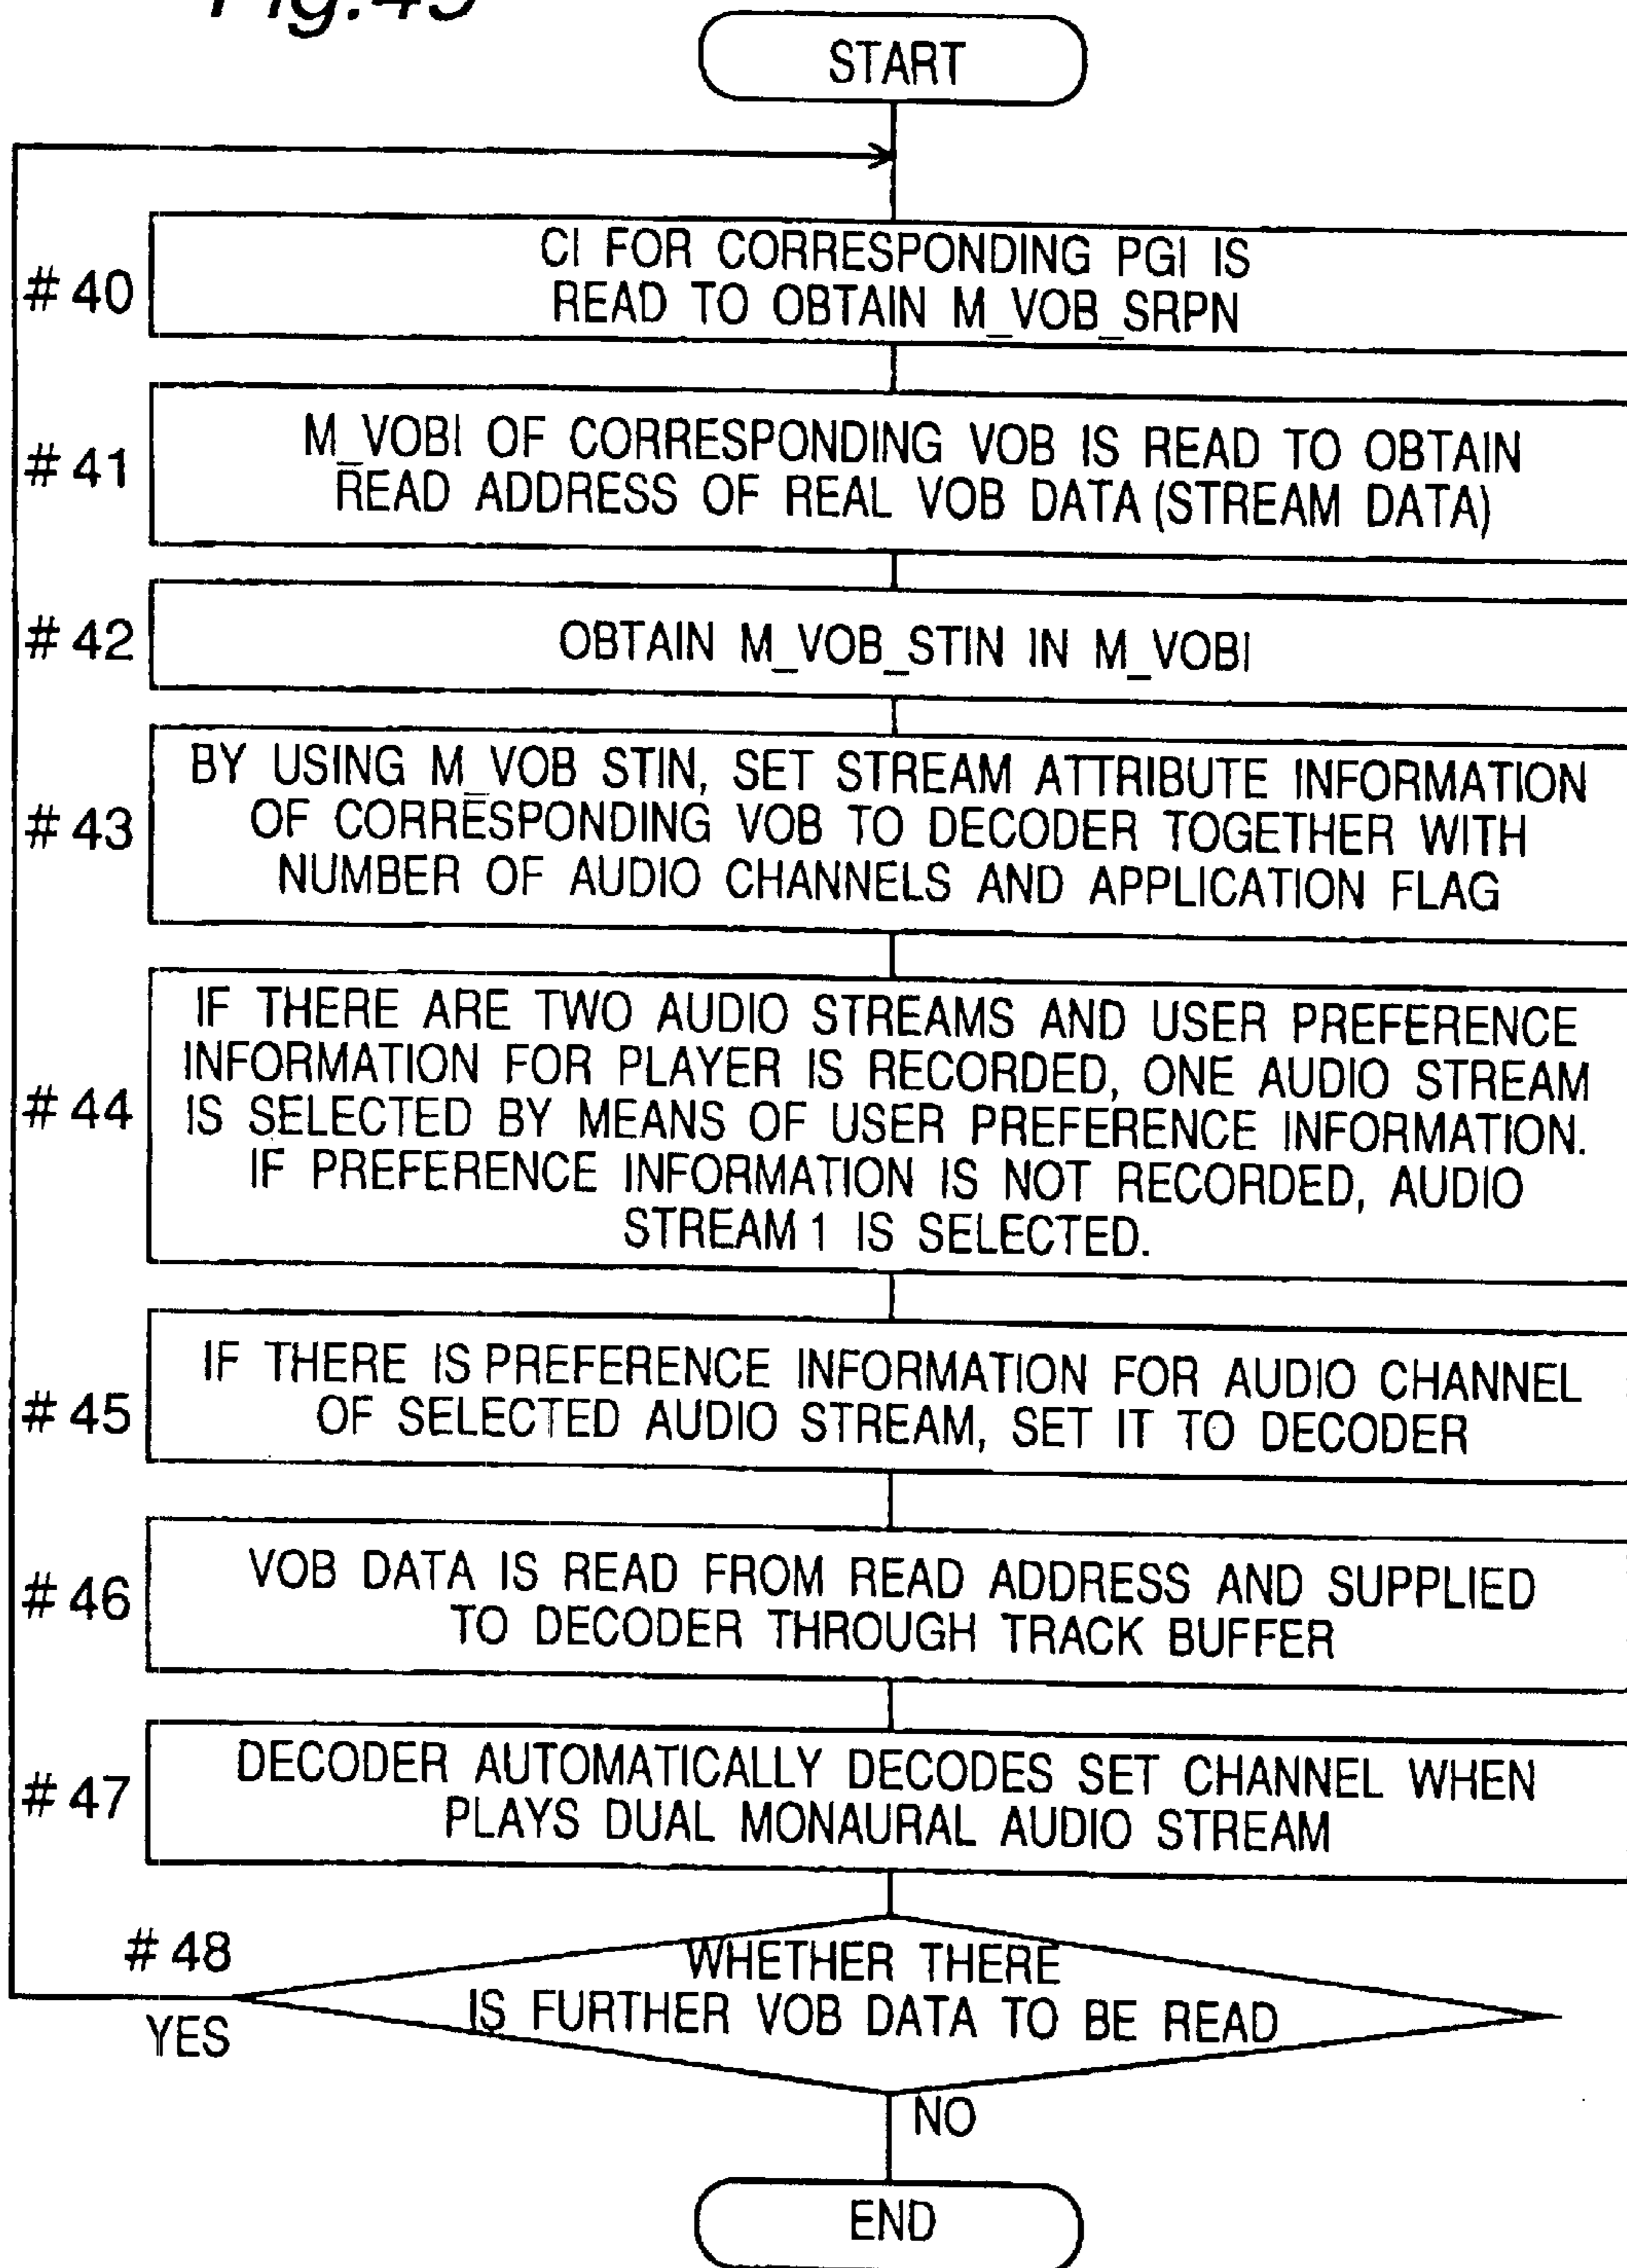 Fig.45
START
#40
CI FOR CORRESPONDING PGI IS
READ TO OBTAIN M_VOB_SRPN
#41
M_VOBI OF CORRESPONDING VOB IS READ TO OBTAIN
READ ADDRESS OF REAL VOB DATA (STREAM DATA)
#42
OBTAIN M_VOB_STIN IN M_VOBI
#43
BY USING M_VOB STIN, SET STREAM ATTRIBUTE INFORMATION
OF CORRESPONDING VOB TO DECODER TOGETHER WITH
NUMBER OF AUDIO CHANNELS AND APPLICATION FLAG
#44
IF THERE ARE TWO AUDIO STREAMS AND USER PREFERENCE
INFORMATION FOR PLAYER IS RECORDED, ONE AUDIO STREAM
IS SELECTED BY MEANS OF USER PREFERENCE INFORMATION.
IF PREFERENCE INFORMATION IS NOT RECORDED, AUDIO
STREAM 1 IS SELECTED.
#45
IF THERE IS PREFERENCE INFORMATION FOR AUDIO CHANNEL
OF SELECTED AUDIO STREAM, SET IT TO DECODER
#46
VOB DATA IS READ FROM READ ADDRESS AND SUPPLIED
TO DECODER THROUGH TRACK BUFFER
#47
DECODER AUTOMATICALLY DECODES SET CHANNEL WHEN
PLAYS DUAL MONAURAL AUDIO STREAM
#48
WHETHER THERE
IS FURTHER VOB DATA TO BE READ
YES
NO
END